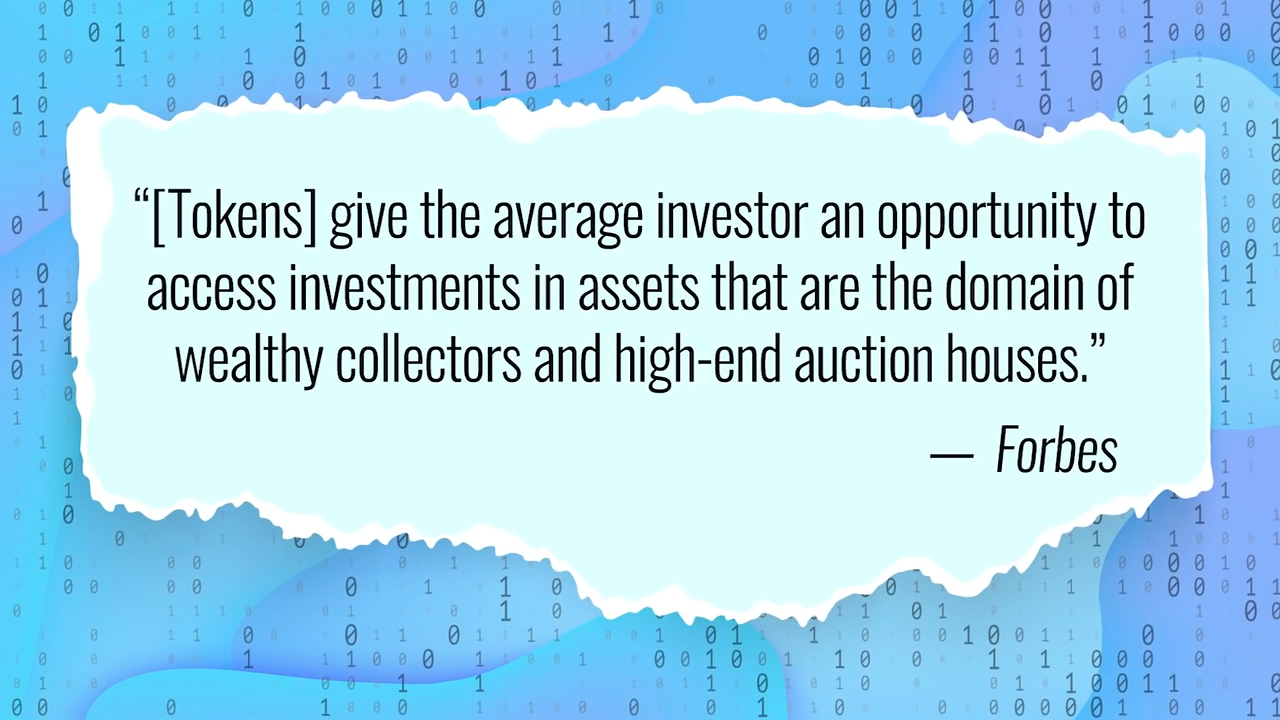 “[Tokens] give the average investor an opportunity to
access investments in assets that are the domain of
wealthy collectors and high-end auction houses.”
— Forbes